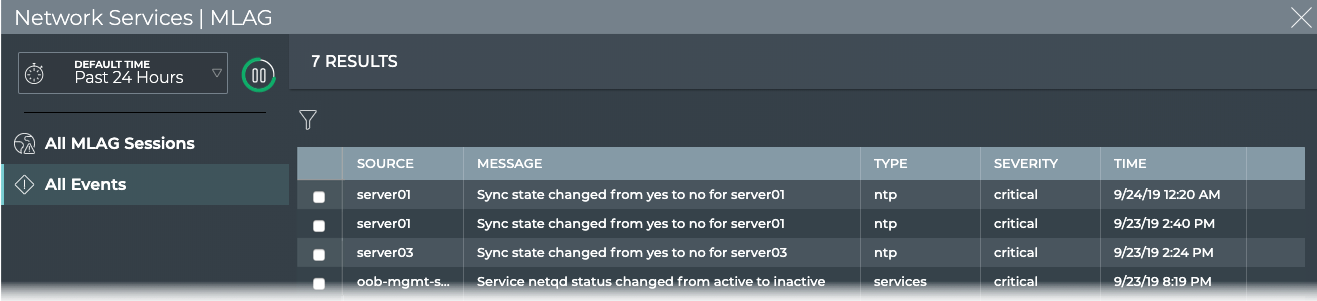 Network Services | MLAG
DEFAULT TIME
Past 24 Hours
7 RESULTS
All MLAG Sessions
All Events
SOURCE MESSAGE TYPE SEVERITY TIME
server01 Sync state changed from yes to no for server01 ntp critical 9/24/19 12:20 AM
server01 Sync state changed from yes to no for server01 ntp critical 9/23/19 2:40 PM
server03 Sync state changed from yes to no for server03 ntp critical 9/23/19 2:24 PM
oob-mgmt-s... Service netqd status changed from active to inactive services critical 9/23/19 8:19 PM